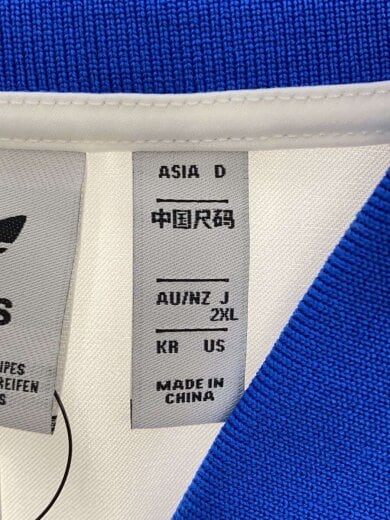 ASIA D
中国尺码
AU/NZ J
2XL
KR US
MADE IN
CHINA
S
IPES
REIFEN
S